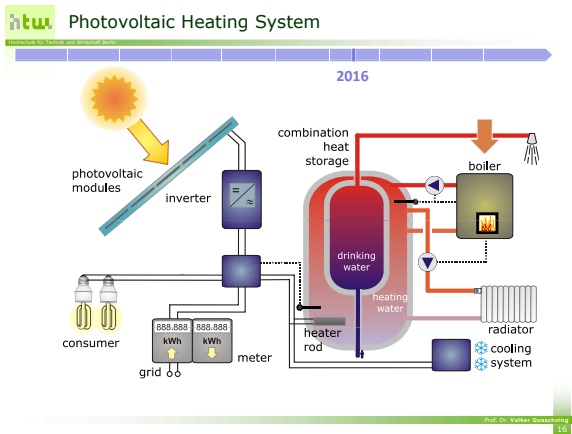 htw.
Photovoltaic Heating System
Hochschule für Technik und Wirtschaft Berlin
2016
combination
heat
storage
boiler
photovoltaic
modules
inverter
=
≈
drinking
water
heating
water
888.888
888.888
kWh
kWh
heater
rod
radiator
consumer
meter
cooling
system
grid
Prof. Dr. Volker Quaschning
16